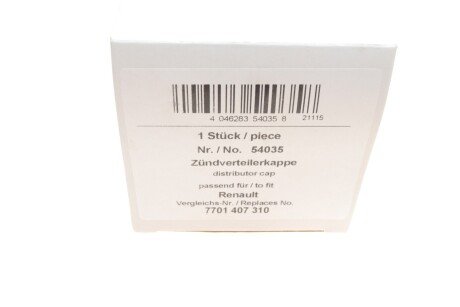 4 046283 54035 8 21115
1 Stück / piece
Nr. / No. 54035
Zündverteilerkappe
distributor cap
passend für / to fit
Renault
Vergleichs-Nr. / Replaces No.
7701 407 310